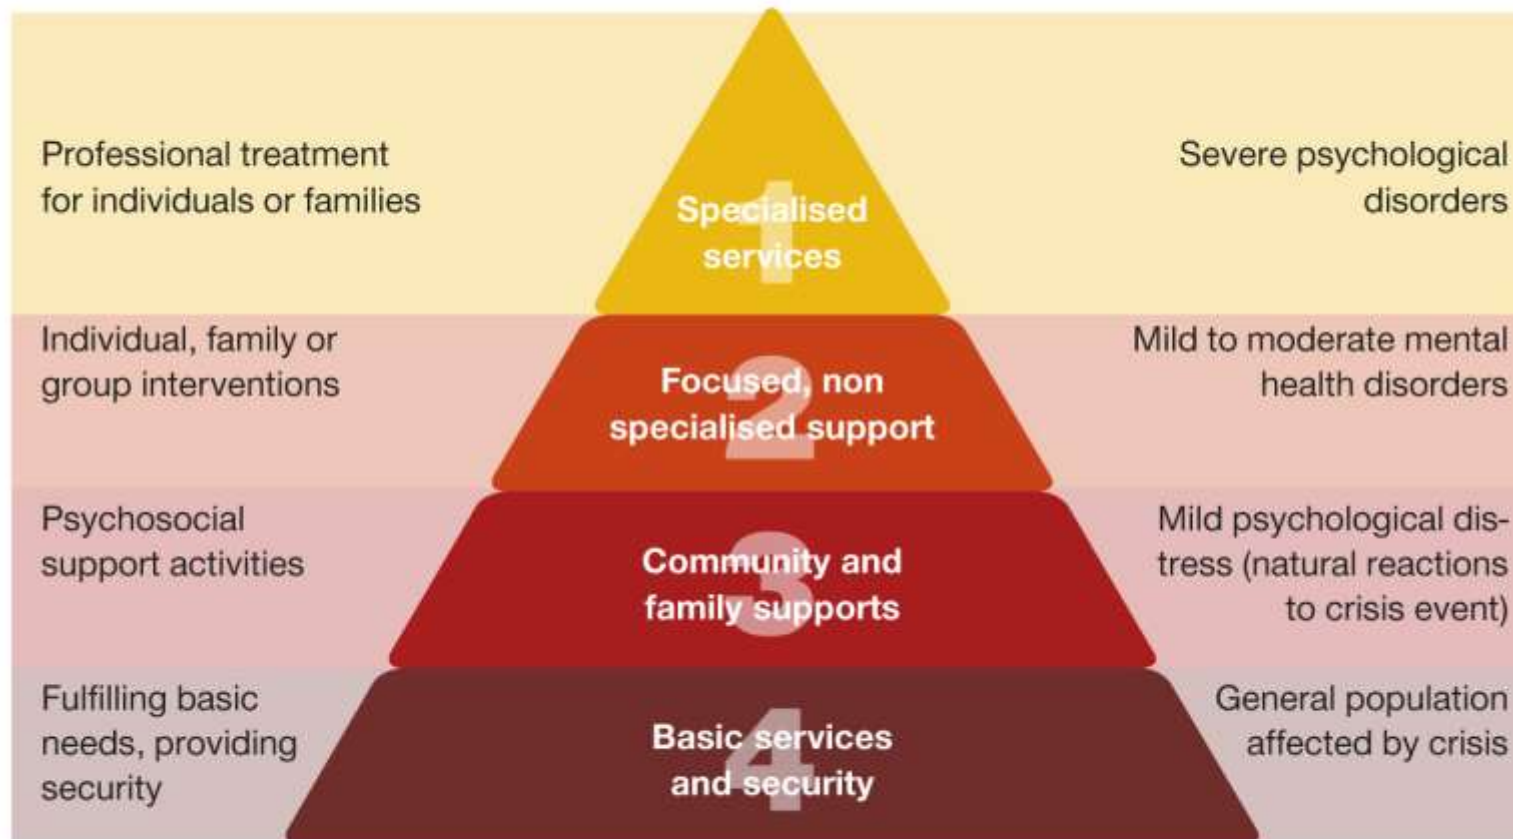 Professional treatment
for individuals or families
1
Specialised
services
Severe psychological
disorders
Individual, family or
group interventions
2
Focused, non
specialised support
Mild to moderate mental
health disorders
Psychosocial
support activities
3
Community and
family supports
Mild psychological dis-
tress (natural reactions
to crisis event)
Fulfilling basic
needs, providing
security
4
Basic services
and security
General population
affected by crisis